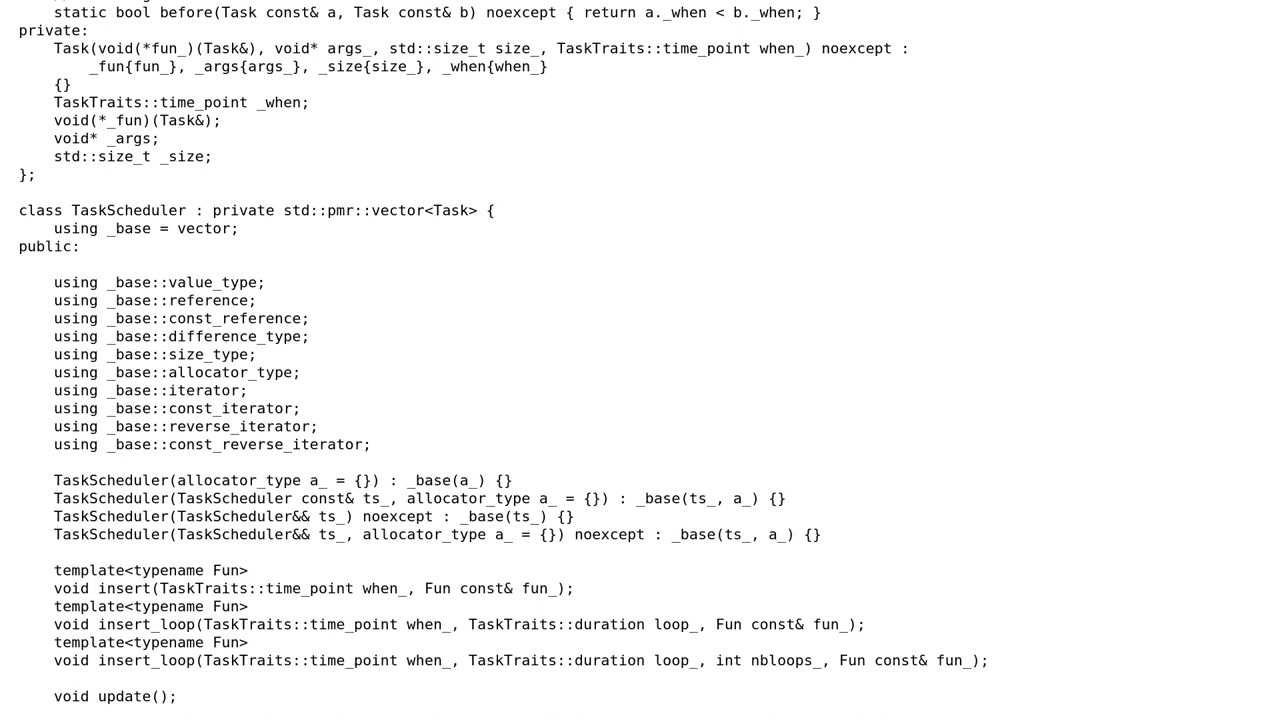 static bool before(Task const& a, Task const& b) noexcept { return a._when < b._when; }
private:
Task(void(*fun_)(Task&), void* args_, std::size_t size_, TaskTraits::time_point when_) noexcept :
_fun{fun_}, _args{args_}, _size{size_}, _when{when_}
{}
TaskTraits::time_point _when;
void(*_fun)(Task&);
void* _args;
std::size_t _size;
};
class TaskScheduler : private std::pmr::vector<Task> {
using _base = vector;
public:
using _base::value_type;
using _base::reference;
using _base::const_reference;
using _base::difference_type;
using _base::size_type;
using _base::allocator_type;
using _base::iterator;
using _base::const_iterator;
using _base::reverse_iterator;
using _base::const_reverse_iterator;
TaskScheduler(allocator_type a_ = {}) : _base(a_) {}
TaskScheduler(TaskScheduler const& ts_, allocator_type a_ = {}) : _base(ts_, a_) {}
TaskScheduler(TaskScheduler&& ts_) noexcept : _base(ts_) {}
TaskScheduler(TaskScheduler&& ts_, allocator_type a_ = {}) noexcept : _base(ts_, a_) {}
template<typename Fun>
void insert(TaskTraits::time_point when_, Fun const& fun_);
template<typename Fun>
void insert_loop(TaskTraits::time_point when_, TaskTraits::duration loop_, Fun const& fun_);
template<typename Fun>
void insert_loop(TaskTraits::time_point when_, TaskTraits::duration loop_, int nbloops_, Fun const& fun_);
void update();